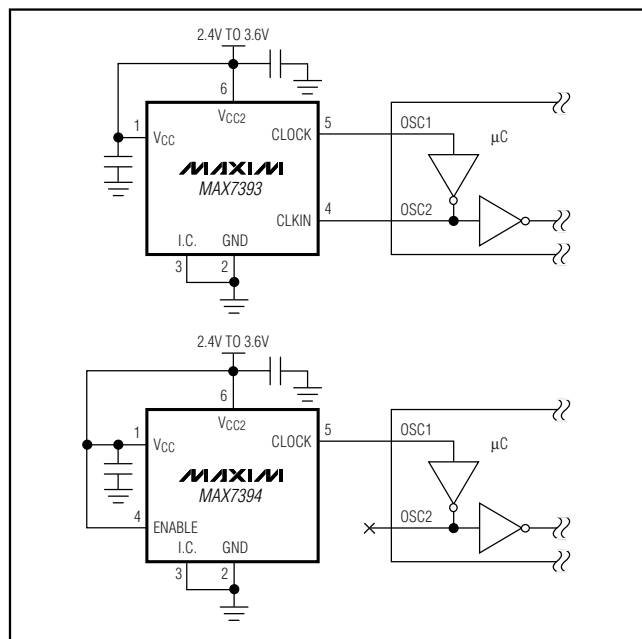 2.4V TO 3.6V
6
VCC2
1
VCC
CLOCK
5
OSC1
μC
MAXIM
MAX7393
4
OSC2
CLKIN
I.C.
GND
3
2
2.4V TO 3.6V
6
VCC2
1
VCC
CLOCK
5
OSC1
μC
MAXIM
MAX7394
OSC2
4
ENABLE
I.C.
GND
3
2